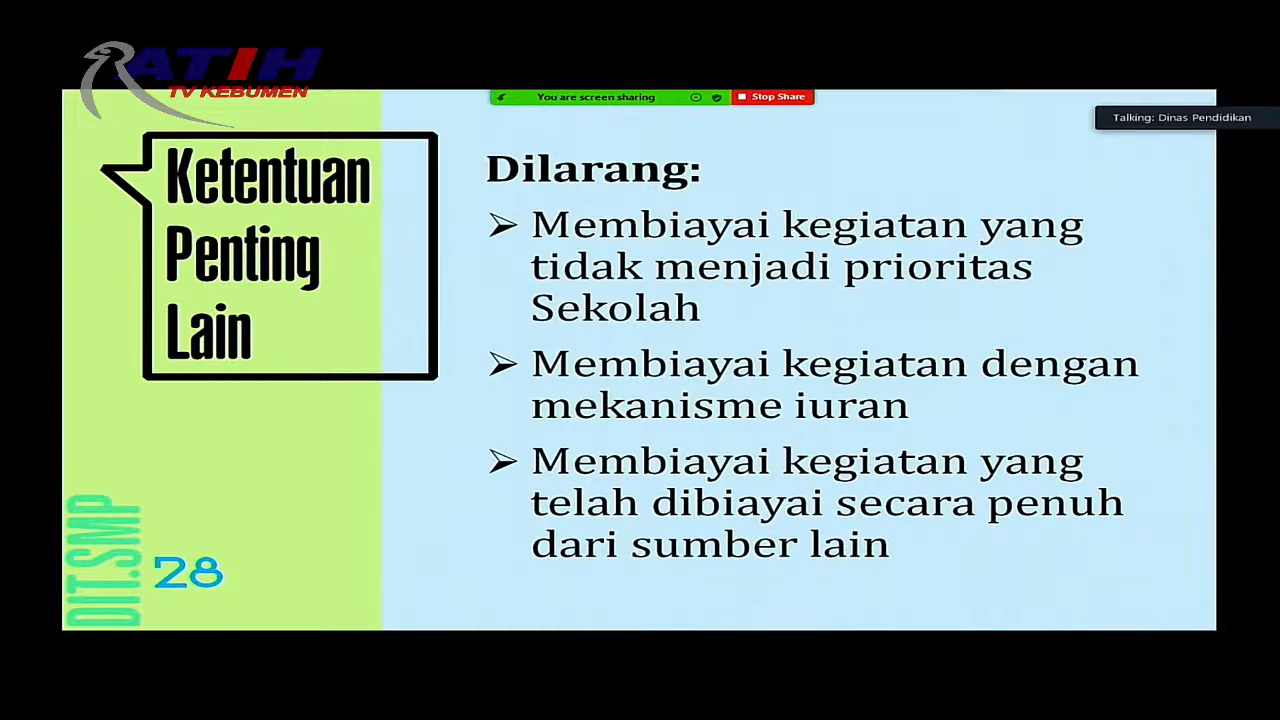 RATIH
TV KEBUMEN
You are screen sharing
Stop Share
Talking: Dinas Pendidikan
Ketentuan
Penting
Lain
Dilarang:
➢ Membiayai kegiatan yang
tidak menjadi prioritas
Sekolah
➢ Membiayai kegiatan dengan
mekanisme iuran
➢ Membiayai kegiatan yang
telah dibiayai secara penuh
dari sumber lain
DIT.SMP
28